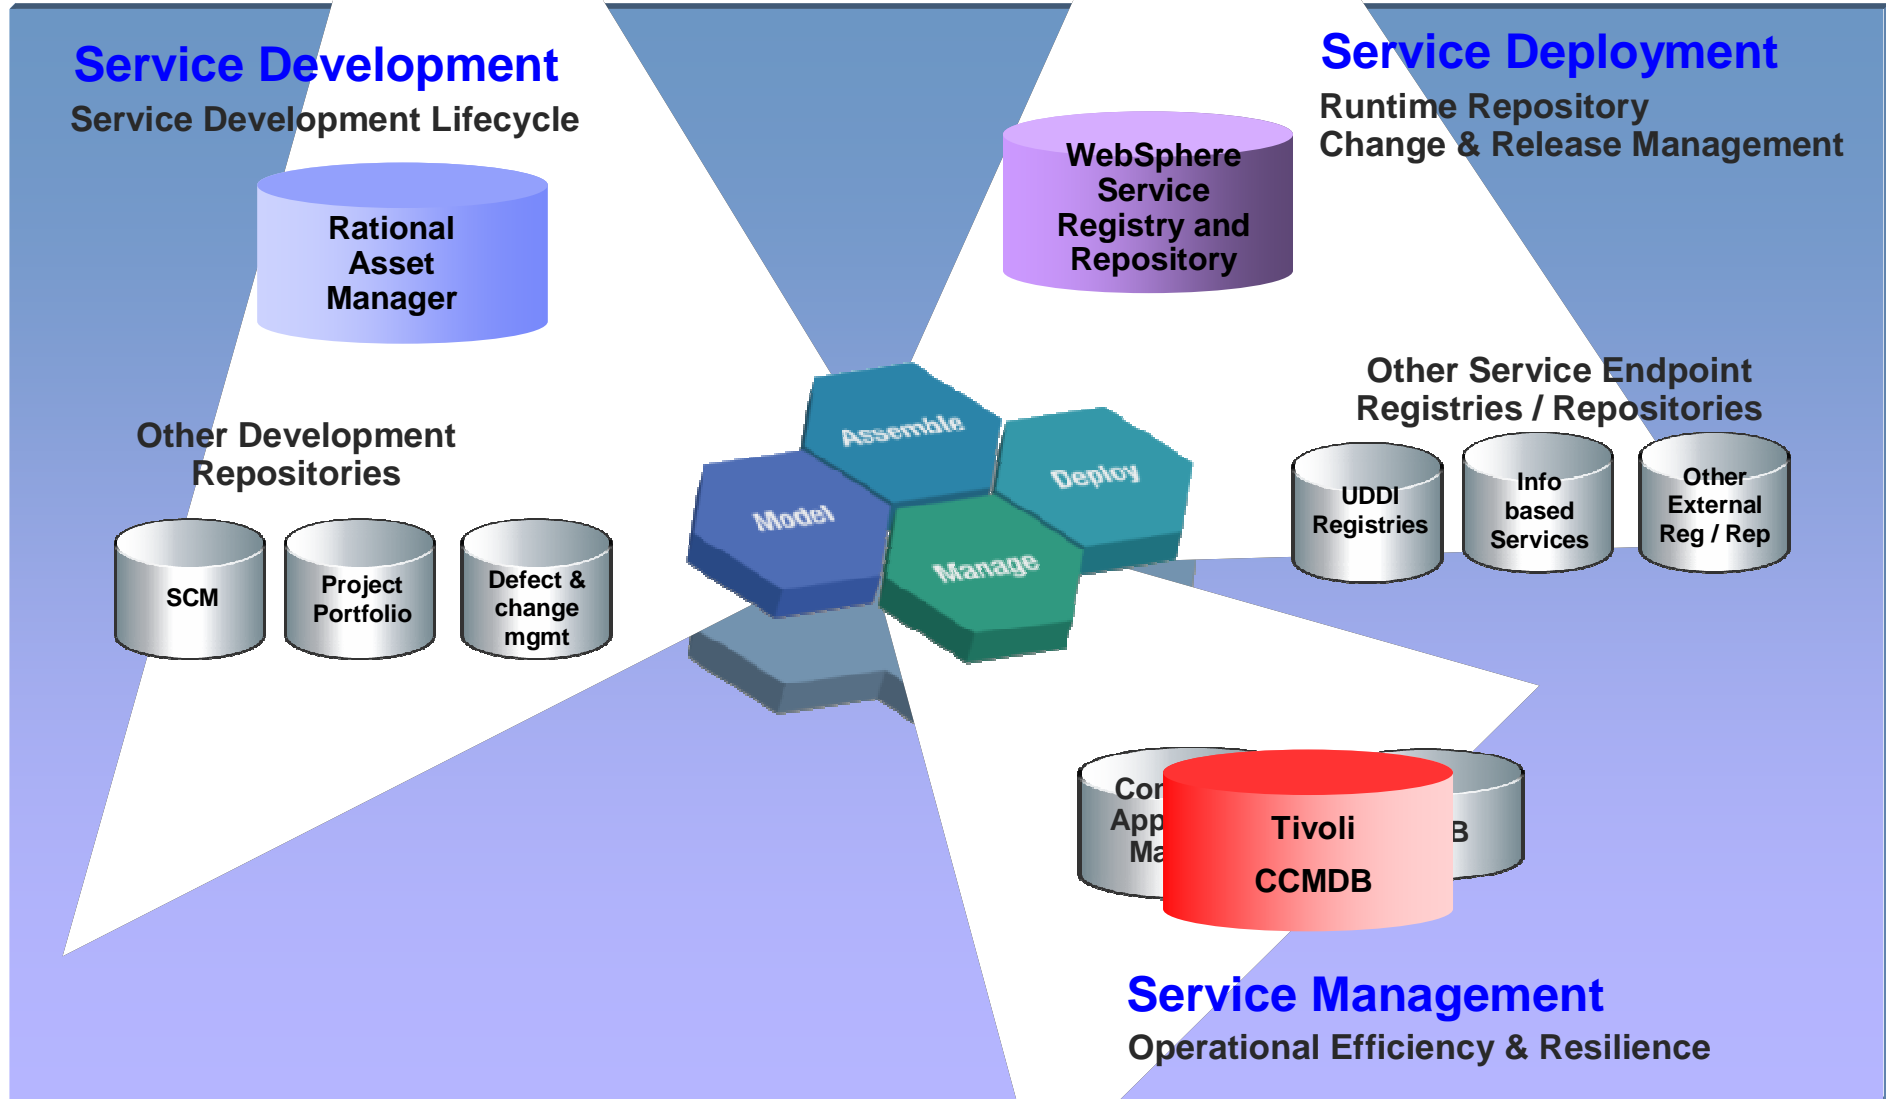 Service Development
Service Development Lifecycle
Rational
Asset
Manager
Other Development
Repositories
SCM
Project
Portfolio
Defect &
change
mgmt
Service Deployment
Runtime Repository
Change & Release Management
WebSphere
Service
Registry and
Repository
Other Service Endpoint
Registries / Repositories
UDDI
Registries
Info
based
Services
Other
External
Reg / Rep
Assemble
Deploy
Model
Manage
Tivoli
CCMDB
Service Management
Operational Efficiency & Resilience